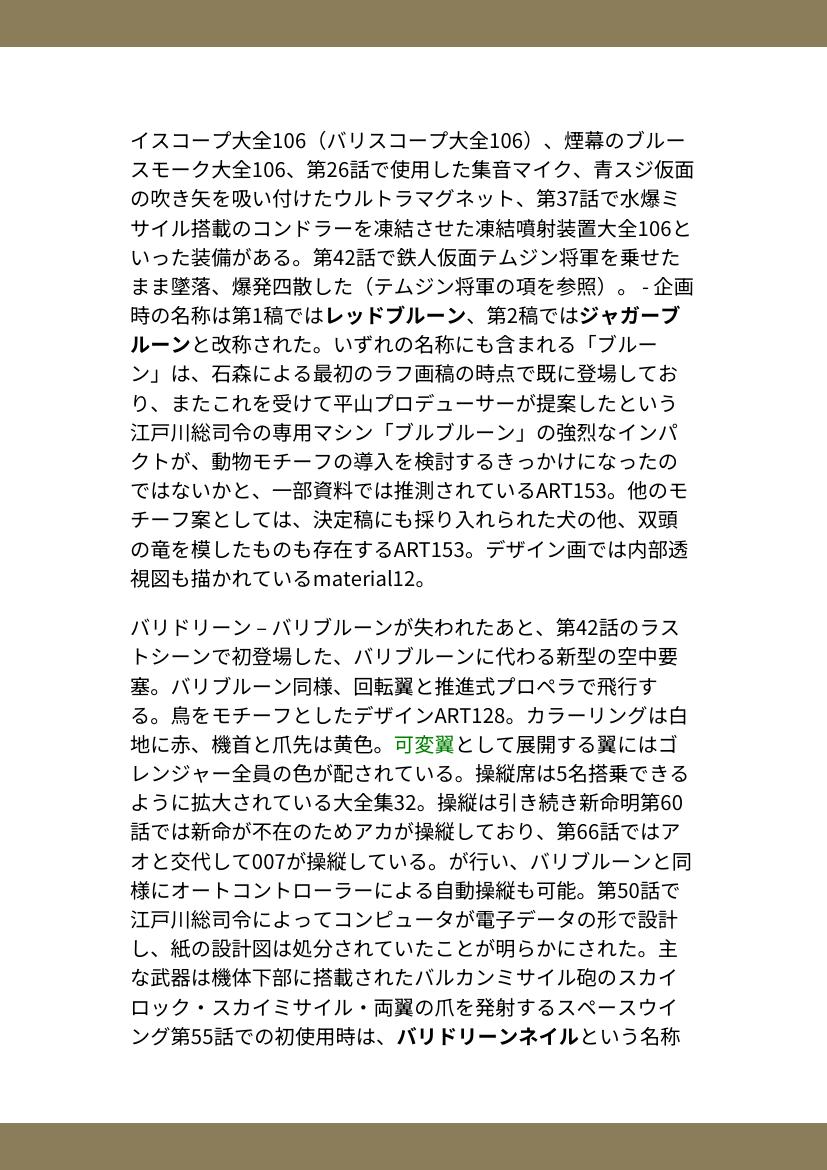 イスコープ大全106（バリスコープ大全106）、煙幕のブルー
スモーク大全106、第26話で使用した集音マイク、青スジ仮面
の吹き矢を吸い付けたウルトラマグネット、第37話で水爆ミ
サイル搭載のコンドラーを凍結させた凍結噴射装置大全106と
いった装備がある。第42話で鉄人仮面テムジン将軍を乗せた
まま墜落、爆発四散した（テムジン将軍の項を参照）。 - 企画
時の名称は第1稿ではレッドブルーン、第2稿ではジャガーブ
ルーンと改称された。いずれの名称にも含まれる「ブルー
ン」は、石森による最初のラフ画稿の時点で既に登場してお
り、またこれを受けて平山プロデューサーが提案したという
江戸川総司令の専用マシン「ブルブルーン」の強烈なインパ
クトが、動物モチーフの導入を検討するきっかけになったの
ではないかと、一部資料では推測されているART153。他のモ
チーフ案としては、決定稿にも採り入れられた犬の他、双頭
の竜を模したものも存在するART153。デザイン画では内部透
視図も描かれているmaterial12。
バリドリーン – バリブルーンが失われたあと、第42話のラス
トシーンで初登場した、バリブルーンに代わる新型の空中要
塞。バリブルーン同様、回転翼と推進式プロペラで飛行す
る。鳥をモチーフとしたデザインART128。カラーリングは白
地に赤、機首と爪先は黄色。可変翼として展開する翼にはゴ
レンジャー全員の色が配されている。操縦席は5名搭乗できる
ように拡大されている大全集32。操縦は引き続き新命明第60
話では新命が不在のためアカが操縦しており、第66話ではア
オと交代して007が操縦している。が行い、バリブルーンと同
様にオートコントローラーによる自動操縦も可能。第50話で
江戸川総司令によってコンピュータが電子データの形で設計
し、紙の設計図は処分されていたことが明らかにされた。主
な武器は機体下部に搭載されたバルカンミサイル砲のスカイ
ロック・スカイミサイル・両翼の爪を発射するスペースウイ
ング第55話での初使用時は、バリドリーンネイルという名称